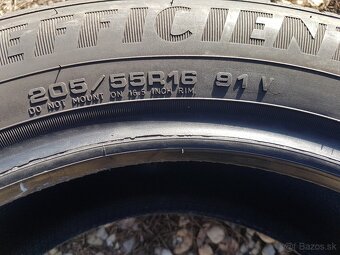 EFFICIEN
205/55R16 91 V
DO NOT MOUNT ON 16.5 INCH RIM
Bazos.sk